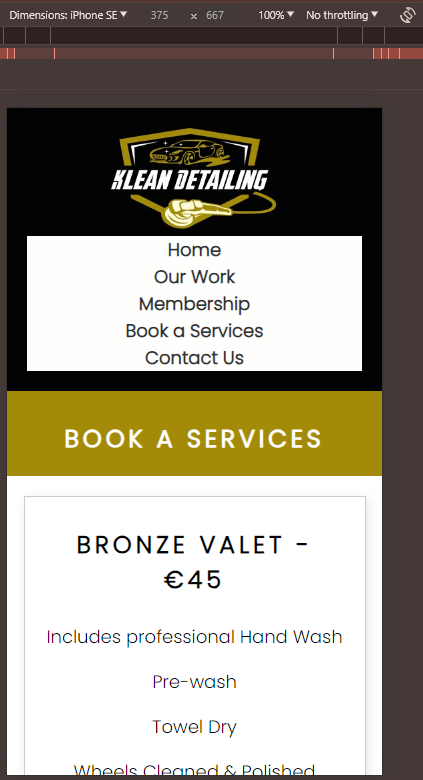 Dimensions: iPhone SE 375 x 667 100% No throttling
KLEAN DETAILING
Home
Our Work
Membership
Book a Services
Contact Us
BOOK A SERVICES
BRONZE VALET -
€45
Includes professional Hand Wash
Pre-wash
Towel Dry
Wheels Cleaned & Polished